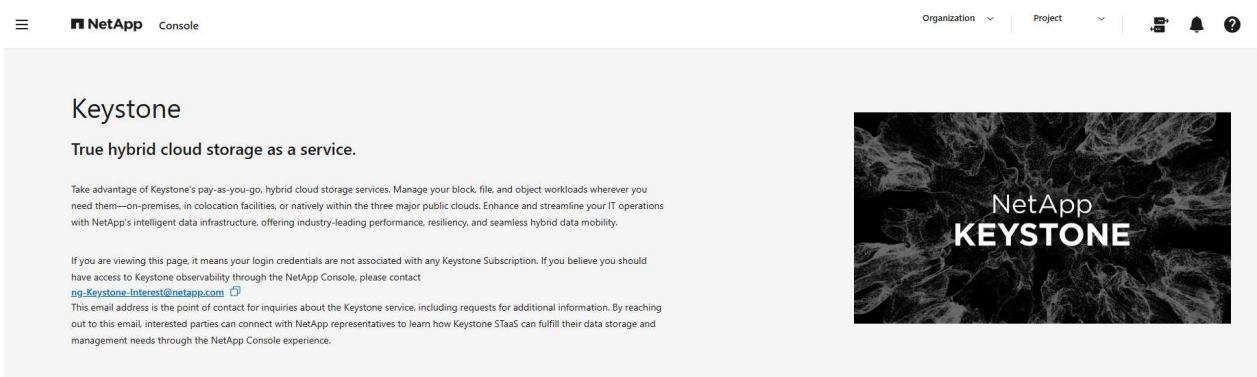 NetApp Console
Organization
Project
Keystone
True hybrid cloud storage as a service.
Take advantage of Keystone's pay-as-you-go, hybrid cloud storage services. Manage your block, file, and object workloads wherever you
need them—on-premises, in colocation facilities, or natively within the three major public clouds. Enhance and streamline your IT operations
with NetApp's intelligent data infrastructure, offering industry-leading performance, resiliency, and seamless hybrid data mobility.
If you are viewing this page, it means your login credentials are not associated with any Keystone Subscription. If you believe you should
have access to Keystone observability through the NetApp Console, please contact
ng-Keystone-Interest@netapp.com
This email address is the point of contact for inquiries about the Keystone service, including requests for additional information. By reaching
out to this email, interested parties can connect with NetApp representatives to learn how Keystone STaaS can fulfill their data storage and
management needs through the NetApp Console experience.
NetApp
KEYSTONE